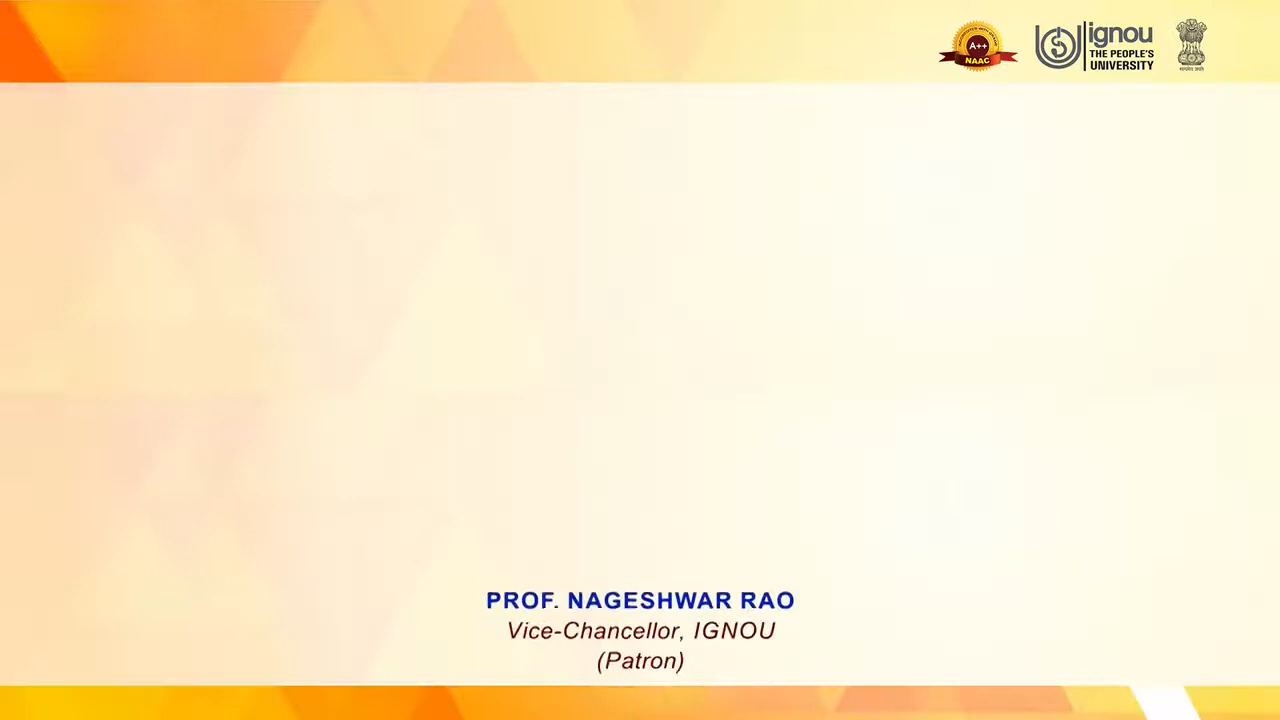 A++
NAAC
ignou
THE PEOPLE'S
UNIVERSITY
PROF. NAGESHWAR RAO
Vice-Chancellor, IGNOU
(Patron)